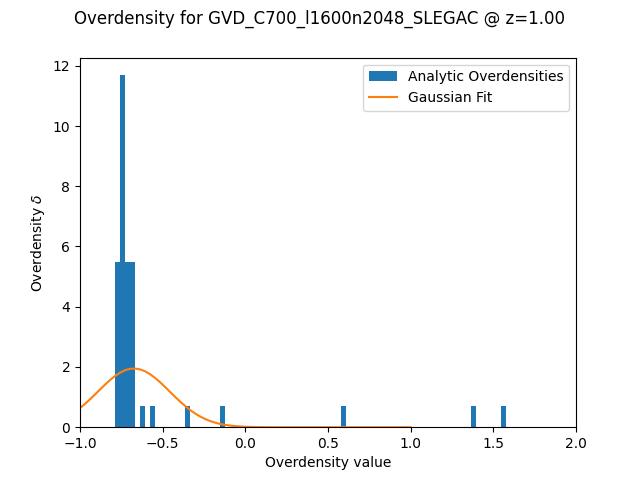 Overdensity for GVD_C700_l1600n2048_SLEGAC @ z=1.00
Analytic Overdensities
Gaussian Fit
12
10
8
6
4
2
0
Overdensity δ
−1.0 −0.5 0.0 0.5 1.0 1.5 2.0
Overdensity value